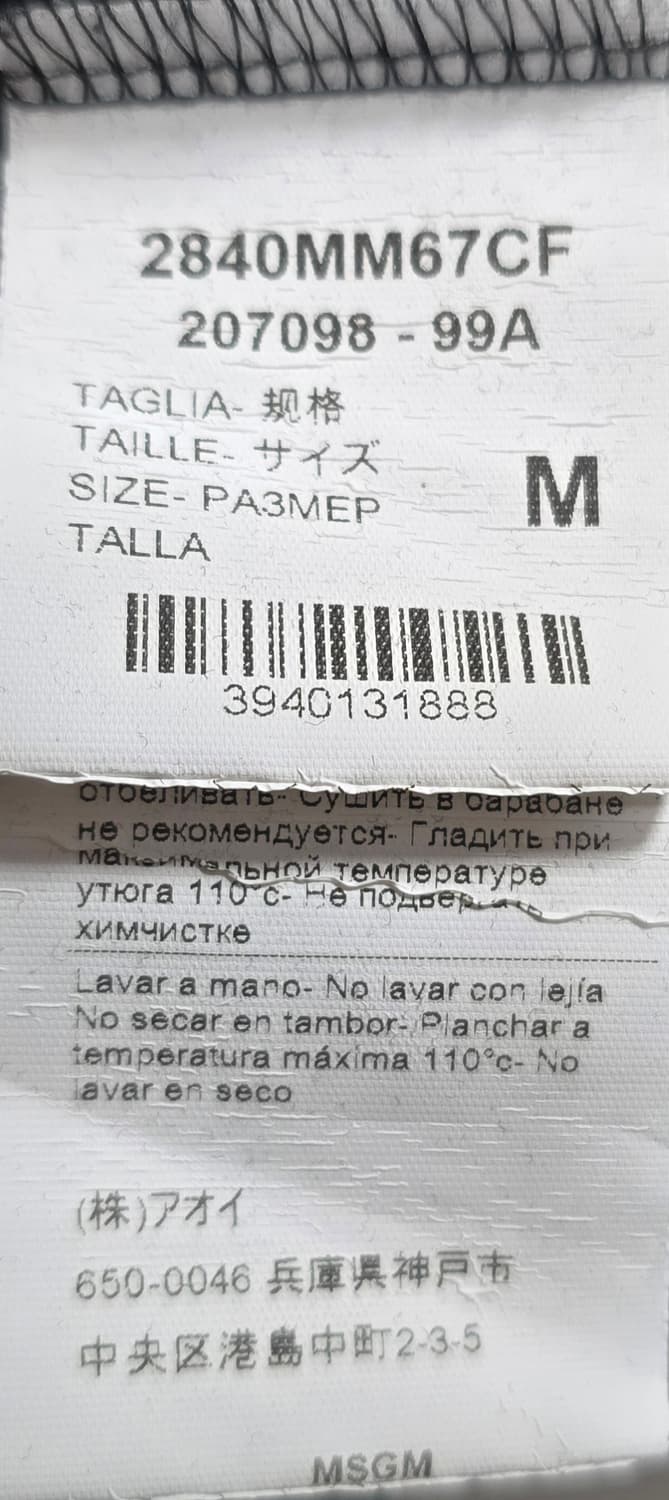 2840MM67CF
207098 - 99A
TAGLIA- 规格
TAILLE- サイズ
SIZE- РАЗМЕР
TALLA
M
3940131888
отбеливать- Сушить в барабане
не рекомендуется- Гладить при
максимальной температуре
утюга 110°c- Не
химчистке
Lavar a mano- No lavar con lejía
No secar en tambor- Planchar a
temperatura máxima 110°c- No
lavar en seco
(株)アオイ
650-0046 兵庫県神戸市
中央区港島中町2-3-5
MSGM